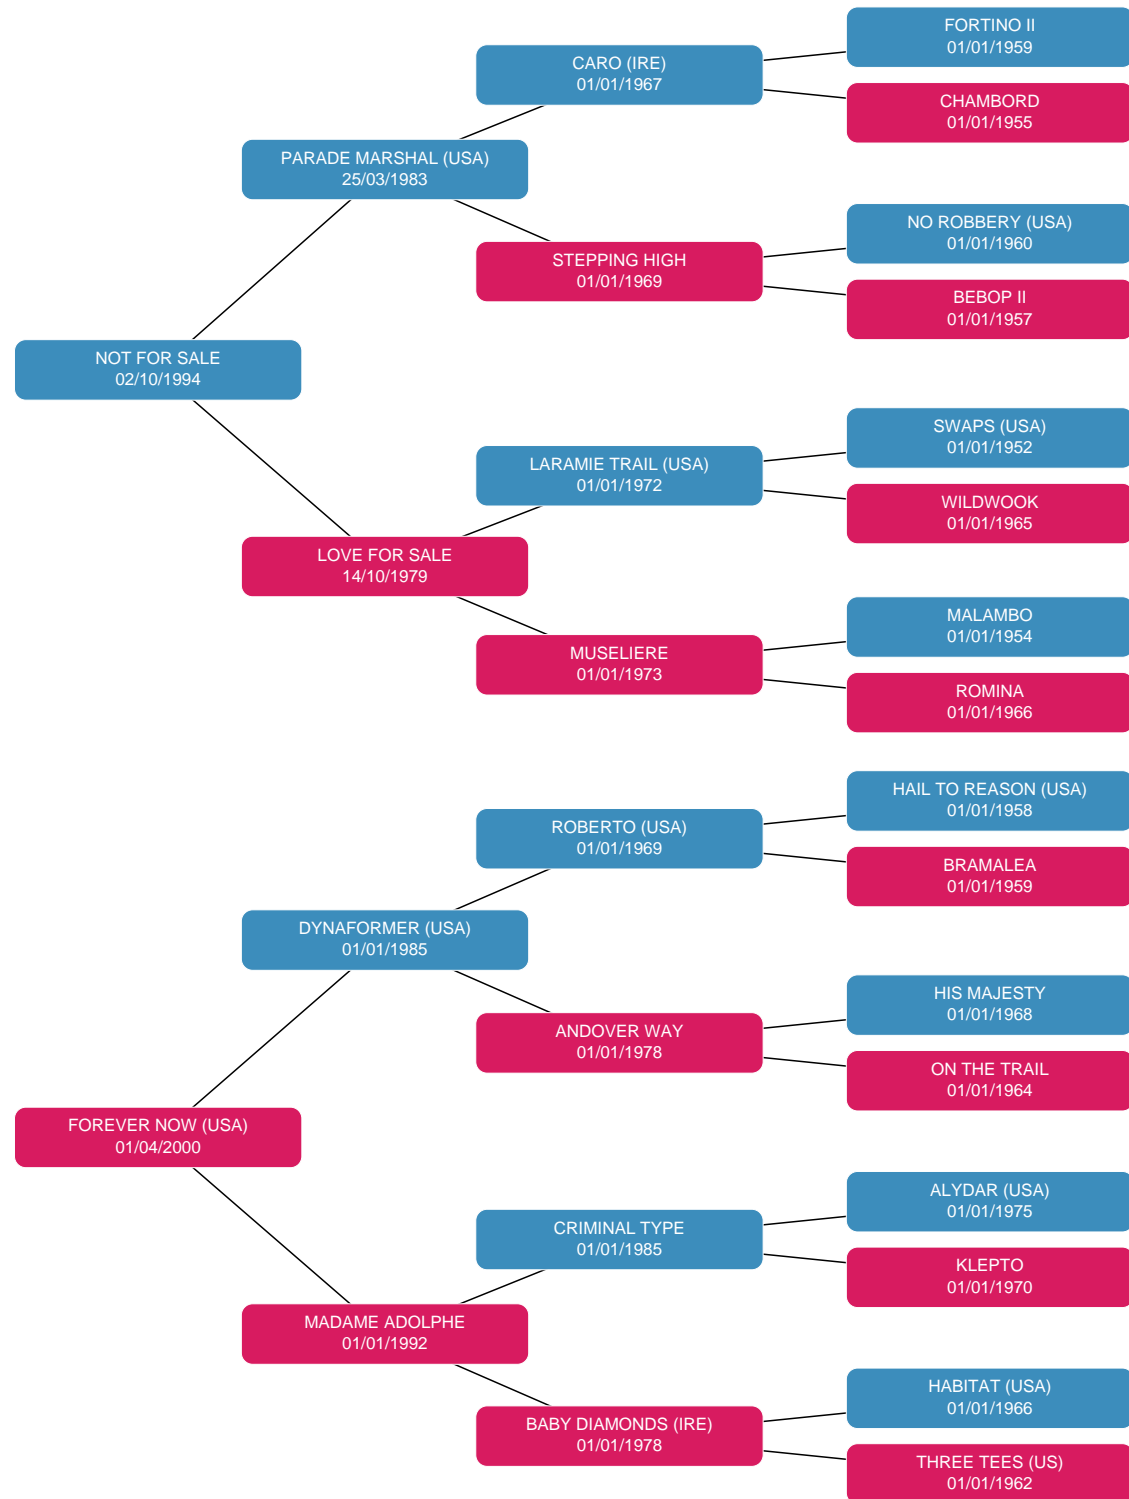 FORTINO II
01/01/1959
CARO (IRE)
01/01/1967
CHAMBORD
01/01/1955
PARADE MARSHAL (USA)
25/03/1983
NO ROBBERY (USA)
01/01/1960
STEPPING HIGH
01/01/1969
BEBOP II
01/01/1957
NOT FOR SALE
02/10/1994
SWAPS (USA)
01/01/1952
LARAMIE TRAIL (USA)
01/01/1972
WILDWOOK
01/01/1965
LOVE FOR SALE
14/10/1979
MALAMBO
01/01/1954
MUSELIERE
01/01/1973
ROMINA
01/01/1966
HAIL TO REASON (USA)
01/01/1958
ROBERTO (USA)
01/01/1969
BRAMALEA
01/01/1959
DYNAFORMER (USA)
01/01/1985
HIS MAJESTY
01/01/1968
ANDOVER WAY
01/01/1978
ON THE TRAIL
01/01/1964
FOREVER NOW (USA)
01/04/2000
ALYDAR (USA)
01/01/1975
CRIMINAL TYPE
01/01/1985
KLEPTO
01/01/1970
MADAME ADOLPHE
01/01/1992
HABITAT (USA)
01/01/1966
BABY DIAMONDS (IRE)
01/01/1978
THREE TEES (US)
01/01/1962